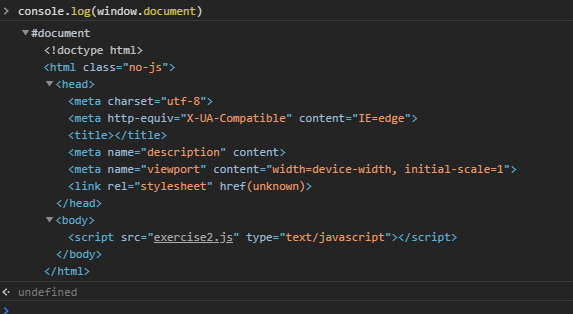 console.log(window.document)
#document
<!doctype html>
<html class="no-js">
<head>
<meta charset="utf-8">
<meta http-equiv="X-UA-Compatible" content="IE=edge">
<title></title>
<meta name="description" content>
<meta name="viewport" content="width=device-width, initial-scale=1">
<link rel="stylesheet" href(unknown)>
</head>
<body>
<script src="exercise2.js" type="text/javascript"></script>
</body>
</html>
undefined